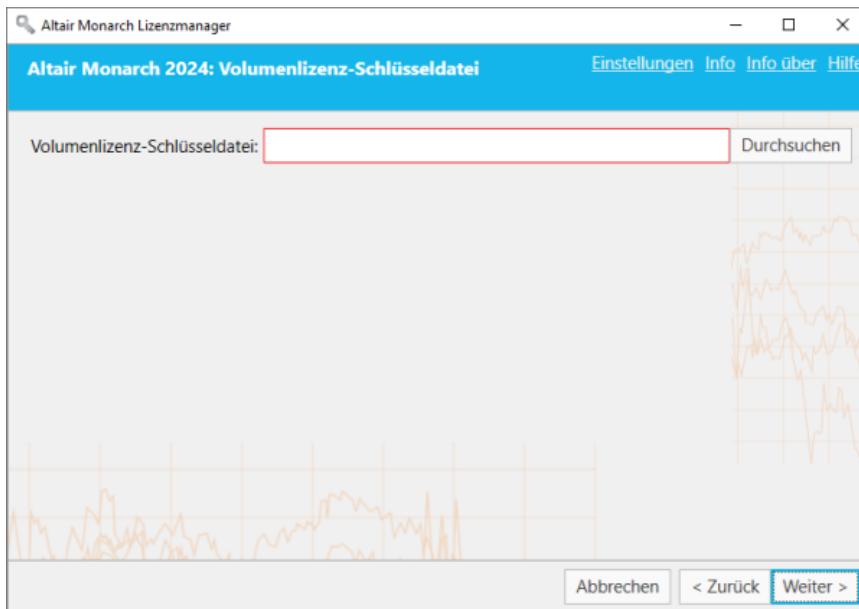 Altair Monarch Lizenzmanager
Altair Monarch 2024: Volumenlizenz-Schlüsseldatei
Einstellungen Info Info über Hilfe
Volumenlizenz-Schlüsseldatei: Durchsuchen
Abbrechen < Zurück Weiter >